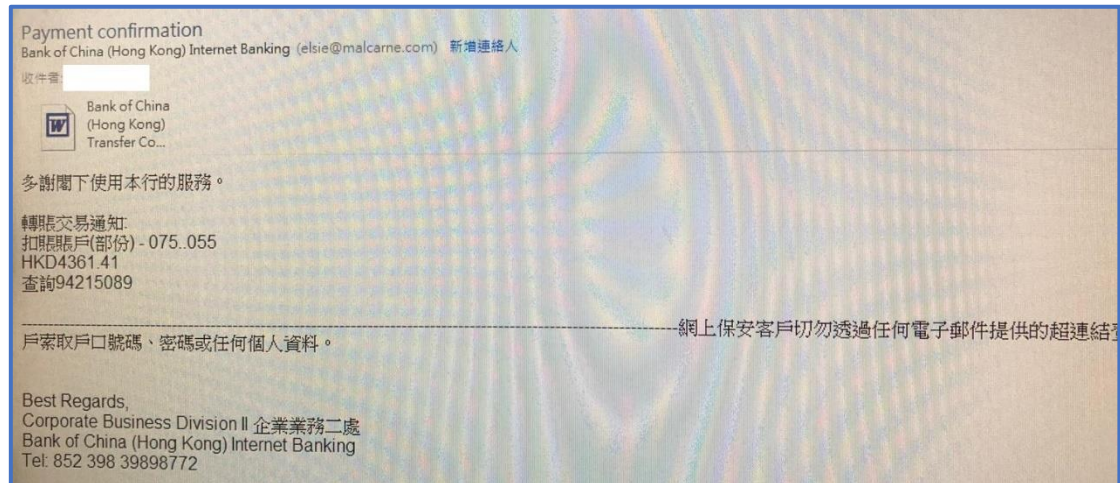 Payment confirmation
Bank of China (Hong Kong) Internet Banking (elsie@malcarne.com) 新增連絡人
收件者:
Bank of China
(Hong Kong)
Transfer Co...
多謝閣下使用本行的服務。
轉賬交易通知:
扣賬賬戶(部份) - 075..055
HKD4361.41
查詢94215089
--------------------網上保安客戶切勿透過任何電子郵件提供的超連結
戶索取戶口號碼、密碼或任何個人資料。
Best Regards,
Corporate Business Division II 企業業務二處
Bank of China (Hong Kong) Internet Banking
Tel: 852 398 39898772